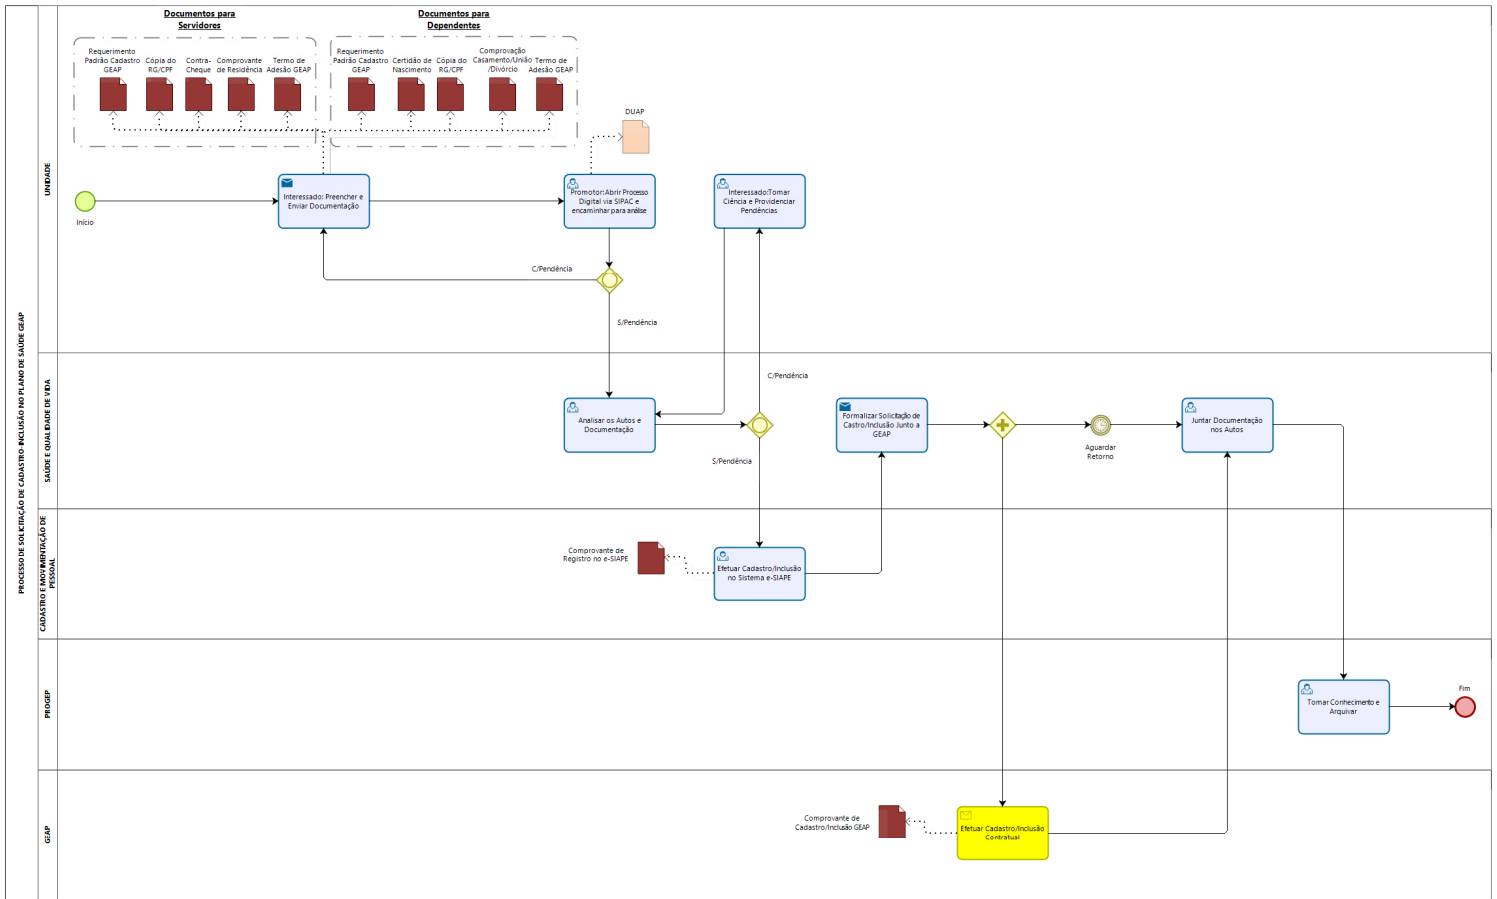 PROCESSO DE SOLICITAÇÃO DE CADASTRO-INCLUSÃO NO PLANO DE SAÚDE GEAP
UNIDADE
Documentos para
Servidores
Requerimento
Padrão Cadastro
GEAP
Cópia do
RG/CPF
Contra-
Cheque
Comprovante
de Residência
Termo de
Adesão GEAP
Documentos para
Dependentes
Requerimento
Padrão Cadastro
GEAP
Certidão de
Nascimento
Cópia do
RG/CPF
Comprovação
Casamento/União
/Divórcio
Termo de
Adesão GEAP
DUAP
Início
Interessado: Preencher e
Enviar Documentação
Promotor: Abrir Processo
Digital via SIPAC e
encaminhar para análise
Interessado:Tomar
Ciência e Providenciar
Pendências
C/Pendência
S/Pendência
SAÚDE E QUALIDADE DE VIDA
C/Pendência
Analisar os Autos e
Documentação
S/Pendência
Formalizar Solicitação de
Castro/Inclusão Junto a
GEAP
Aguardar
Retorno
Juntar Documentação
nos Autos
CADASTRO E MOVIMENTAÇÃO DE
PESSOAL
Comprovante de
Registro no e-SIAPE
Efetuar Cadastro/Inclusão
no Sistema e-SIAPE
PROGEP
Tomar Conhecimento e
Arquivar
Fim
GEAP
Comprovante de
Cadastro/Inclusão GEAP
Efetuar Cadastro/Inclusão
Contratual